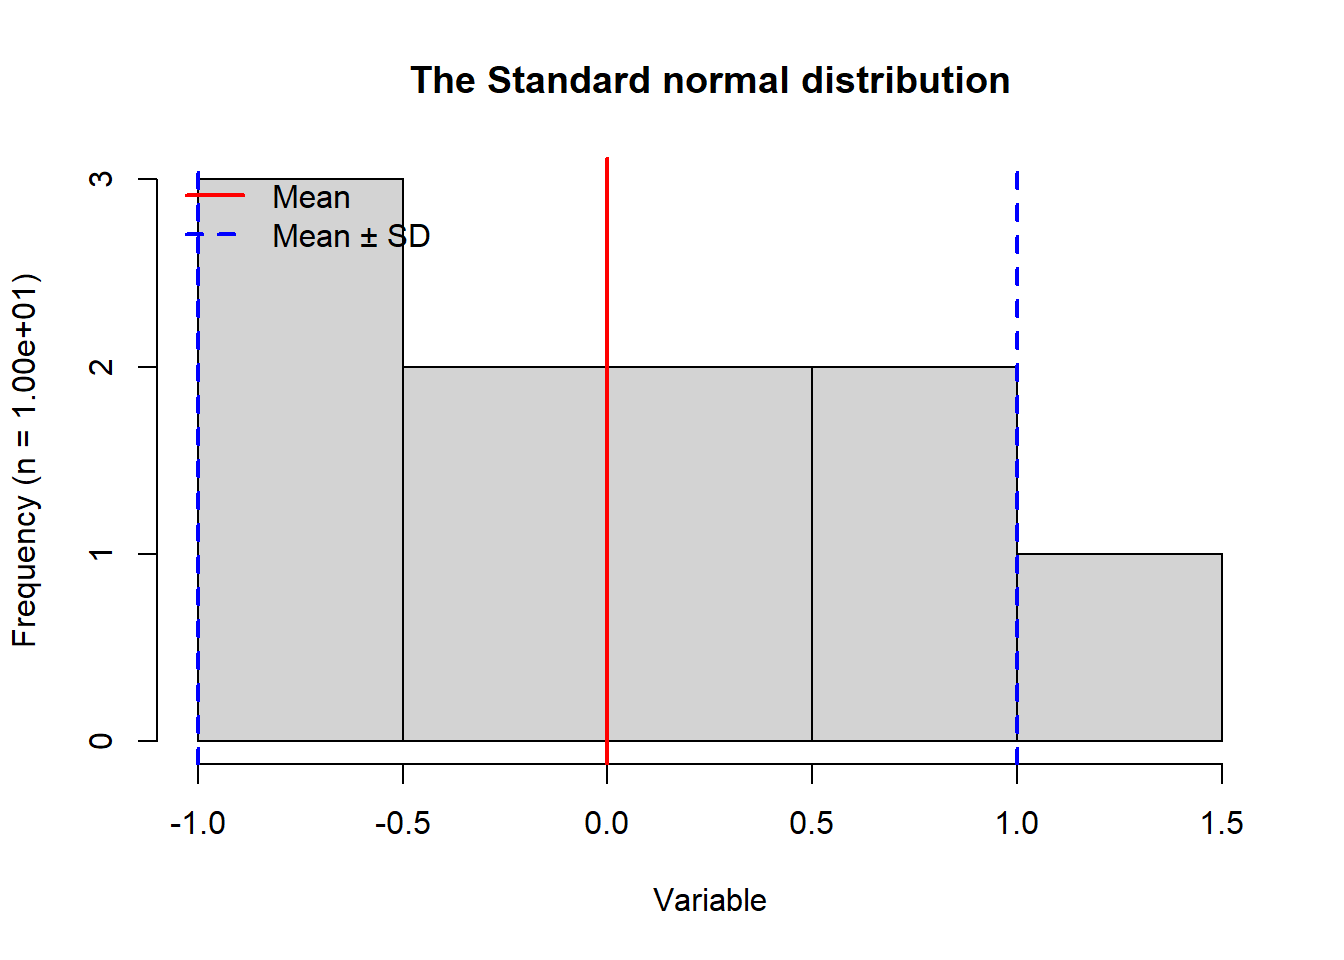 The Standard normal distribution
Frequency (n = 1.00e+01)
3
2
1
0
Mean
Mean ± SD
-1.0 -0.5 0.0 0.5 1.0 1.5
Variable